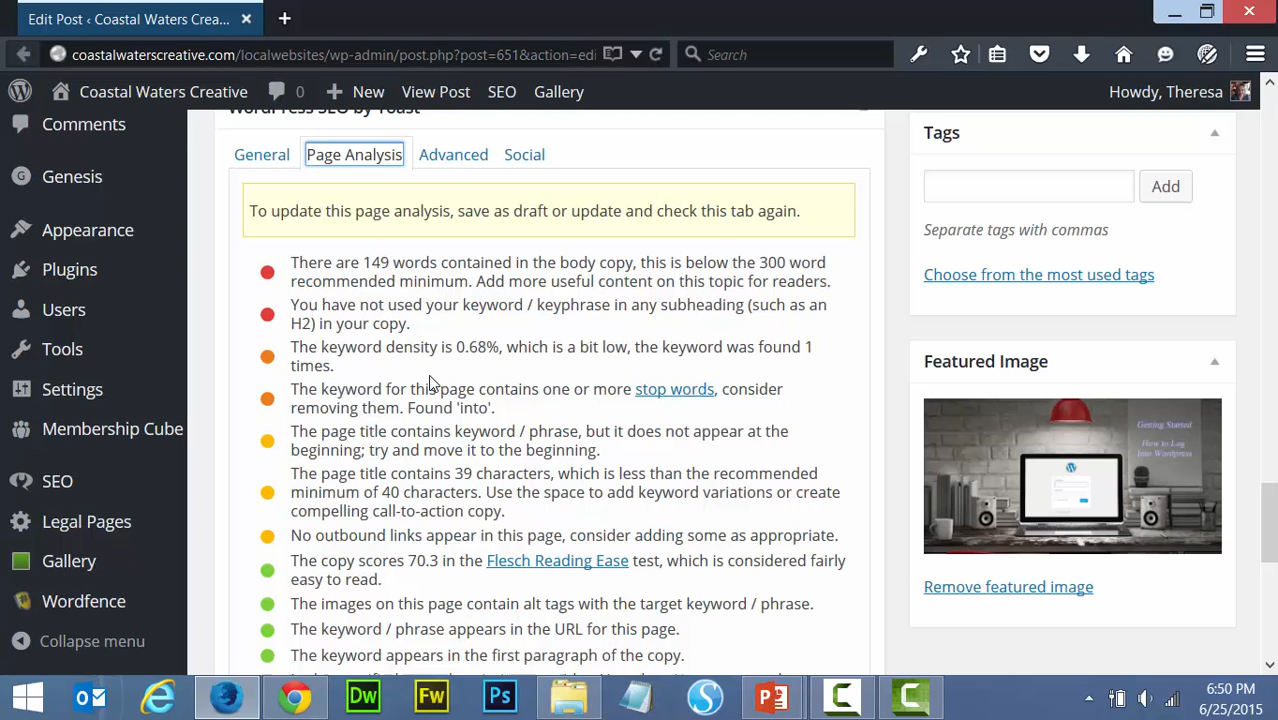 Edit Post ‹ Coastal Waters Crea...
coastalwaterscreative.com/localwebsites/wp-admin/post.php?post=651&action=edi
Search
Coastal Waters Creative
0
New
View Post
SEO
Gallery
Howdy, Theresa
Comments
Genesis
Appearance
Plugins
Users
Tools
Settings
Membership Cube
SEO
Legal Pages
Gallery
Wordfence
Collapse menu
WordPress SEO by Yoast
General
Page Analysis
Advanced
Social
To update this page analysis, save as draft or update and check this tab again.
There are 149 words contained in the body copy, this is below the 300 word
recommended minimum. Add more useful content on this topic for readers.
You have not used your keyword / keyphrase in any subheading (such as an
H2) in your copy.
The keyword density is 0.68%, which is a bit low, the keyword was found 1
times.
The keyword for this page contains one or more stop words, consider
removing them. Found 'into'.
The page title contains keyword / phrase, but it does not appear at the
beginning; try and move it to the beginning.
The page title contains 39 characters, which is less than the recommended
minimum of 40 characters. Use the space to add keyword variations or create
compelling call-to-action copy.
No outbound links appear in this page, consider adding some as appropriate.
The copy scores 70.3 in the Flesch Reading Ease test, which is considered fairly
easy to read.
The images on this page contain alt tags with the target keyword / phrase.
The keyword / phrase appears in the URL for this page.
The keyword appears in the first paragraph of the copy.
Tags
Add
Separate tags with commas
Choose from the most used tags
Featured Image
Getting Started
How to Log
Into Wordpress
Remove featured image
Dw
Fw
Ps
6:50 PM
6/25/2015